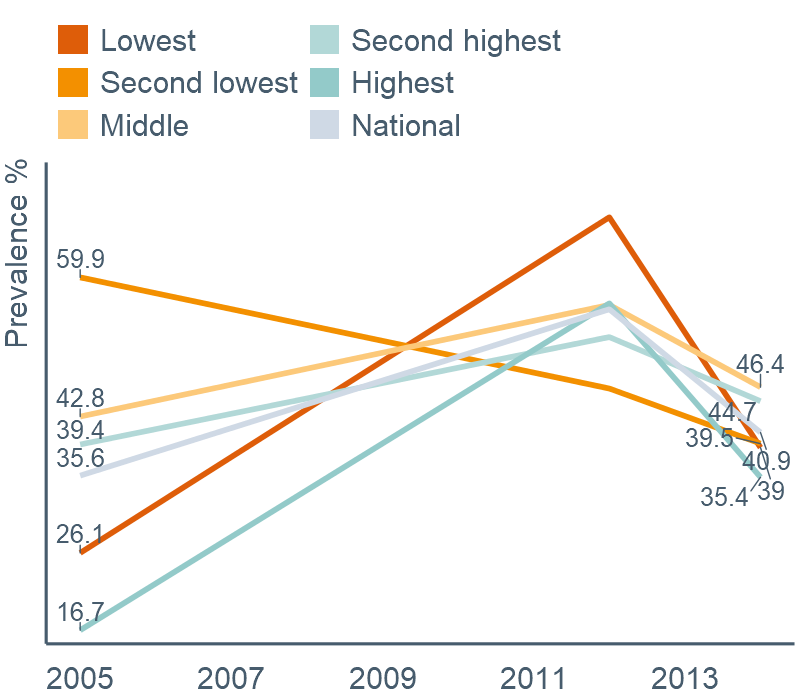 Lowest
Second lowest
Middle
Second highest
Highest
National
Prevalence %
59.9
42.8
39.4
35.6
26.1
16.7
46.4
44.7
39.5
40.9
39
35.4
2005 2007 2009 2011 2013